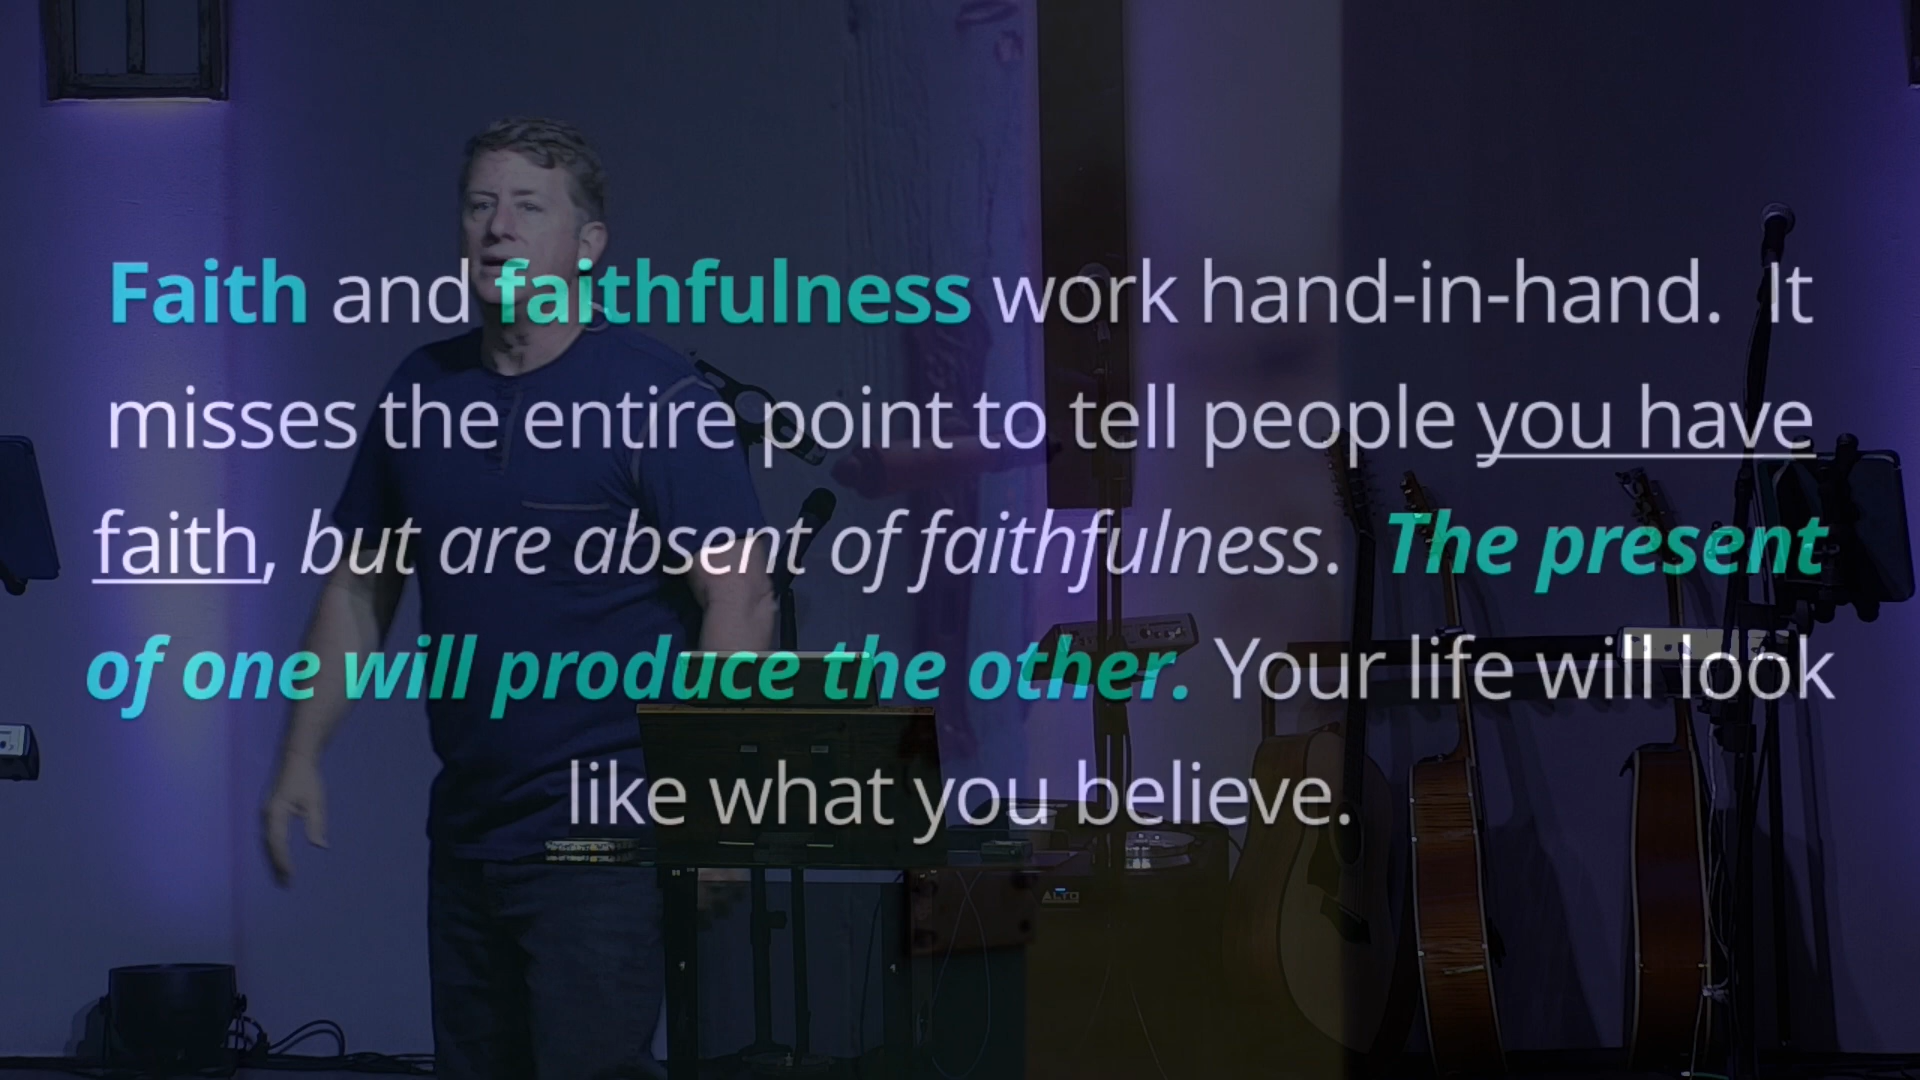 Faith and faithfulness work hand-in-hand.  It
misses the entire point to tell people you have
faith, but are absent of faithfulness.  The present
of one will produce the other. Your life will look
like what you believe.
ALTO